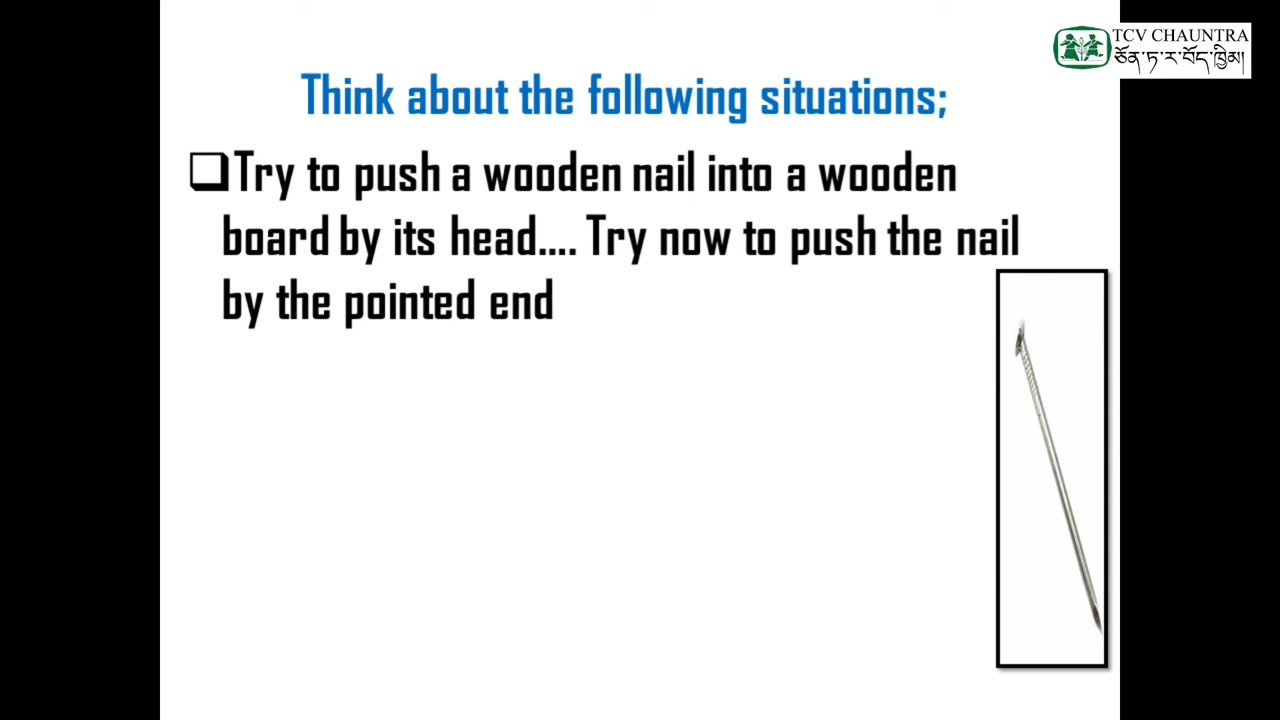 TCV CHAUNTRA
ཅོན་ཏ་ར་བོད་ཁྱིམ།
Think about the following situations;
❑Try to push a wooden nail into a wooden
board by its head.... Try now to push the nail
by the pointed end